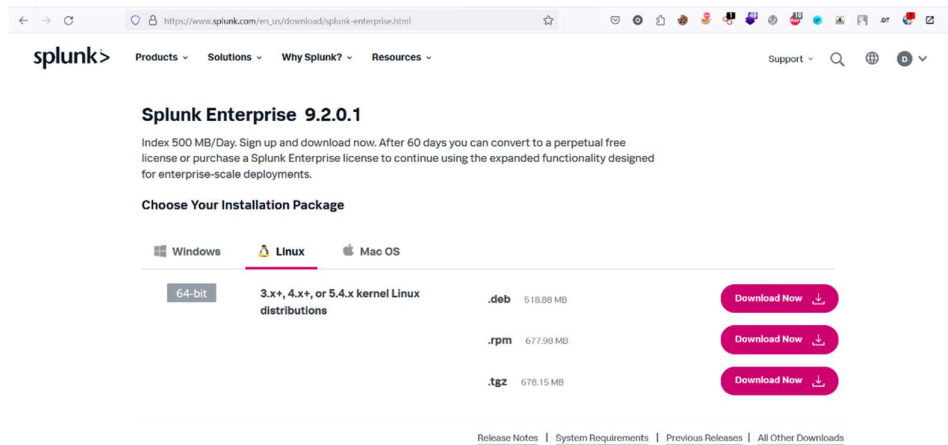 https://www.splunk.com/en_us/download/splunk-enterprise.html
splunk> Products Solutions Why Splunk? Resources Support D
Splunk Enterprise 9.2.0.1
Index 500 MB/Day. Sign up and download now. After 60 days you can convert to a perpetual free
license or purchase a Splunk Enterprise license to continue using the expanded functionality designed
for enterprise-scale deployments.
Choose Your Installation Package
Windows Linux Mac OS
64-bit 3.x+, 4.x+, or 5.4.x kernel Linux
distributions
.deb 518.88 MB Download Now
.rpm 677.98 MB Download Now
.tgz 678.15 MB Download Now
Release Notes | System Requirements | Previous Releases | All Other Downloads